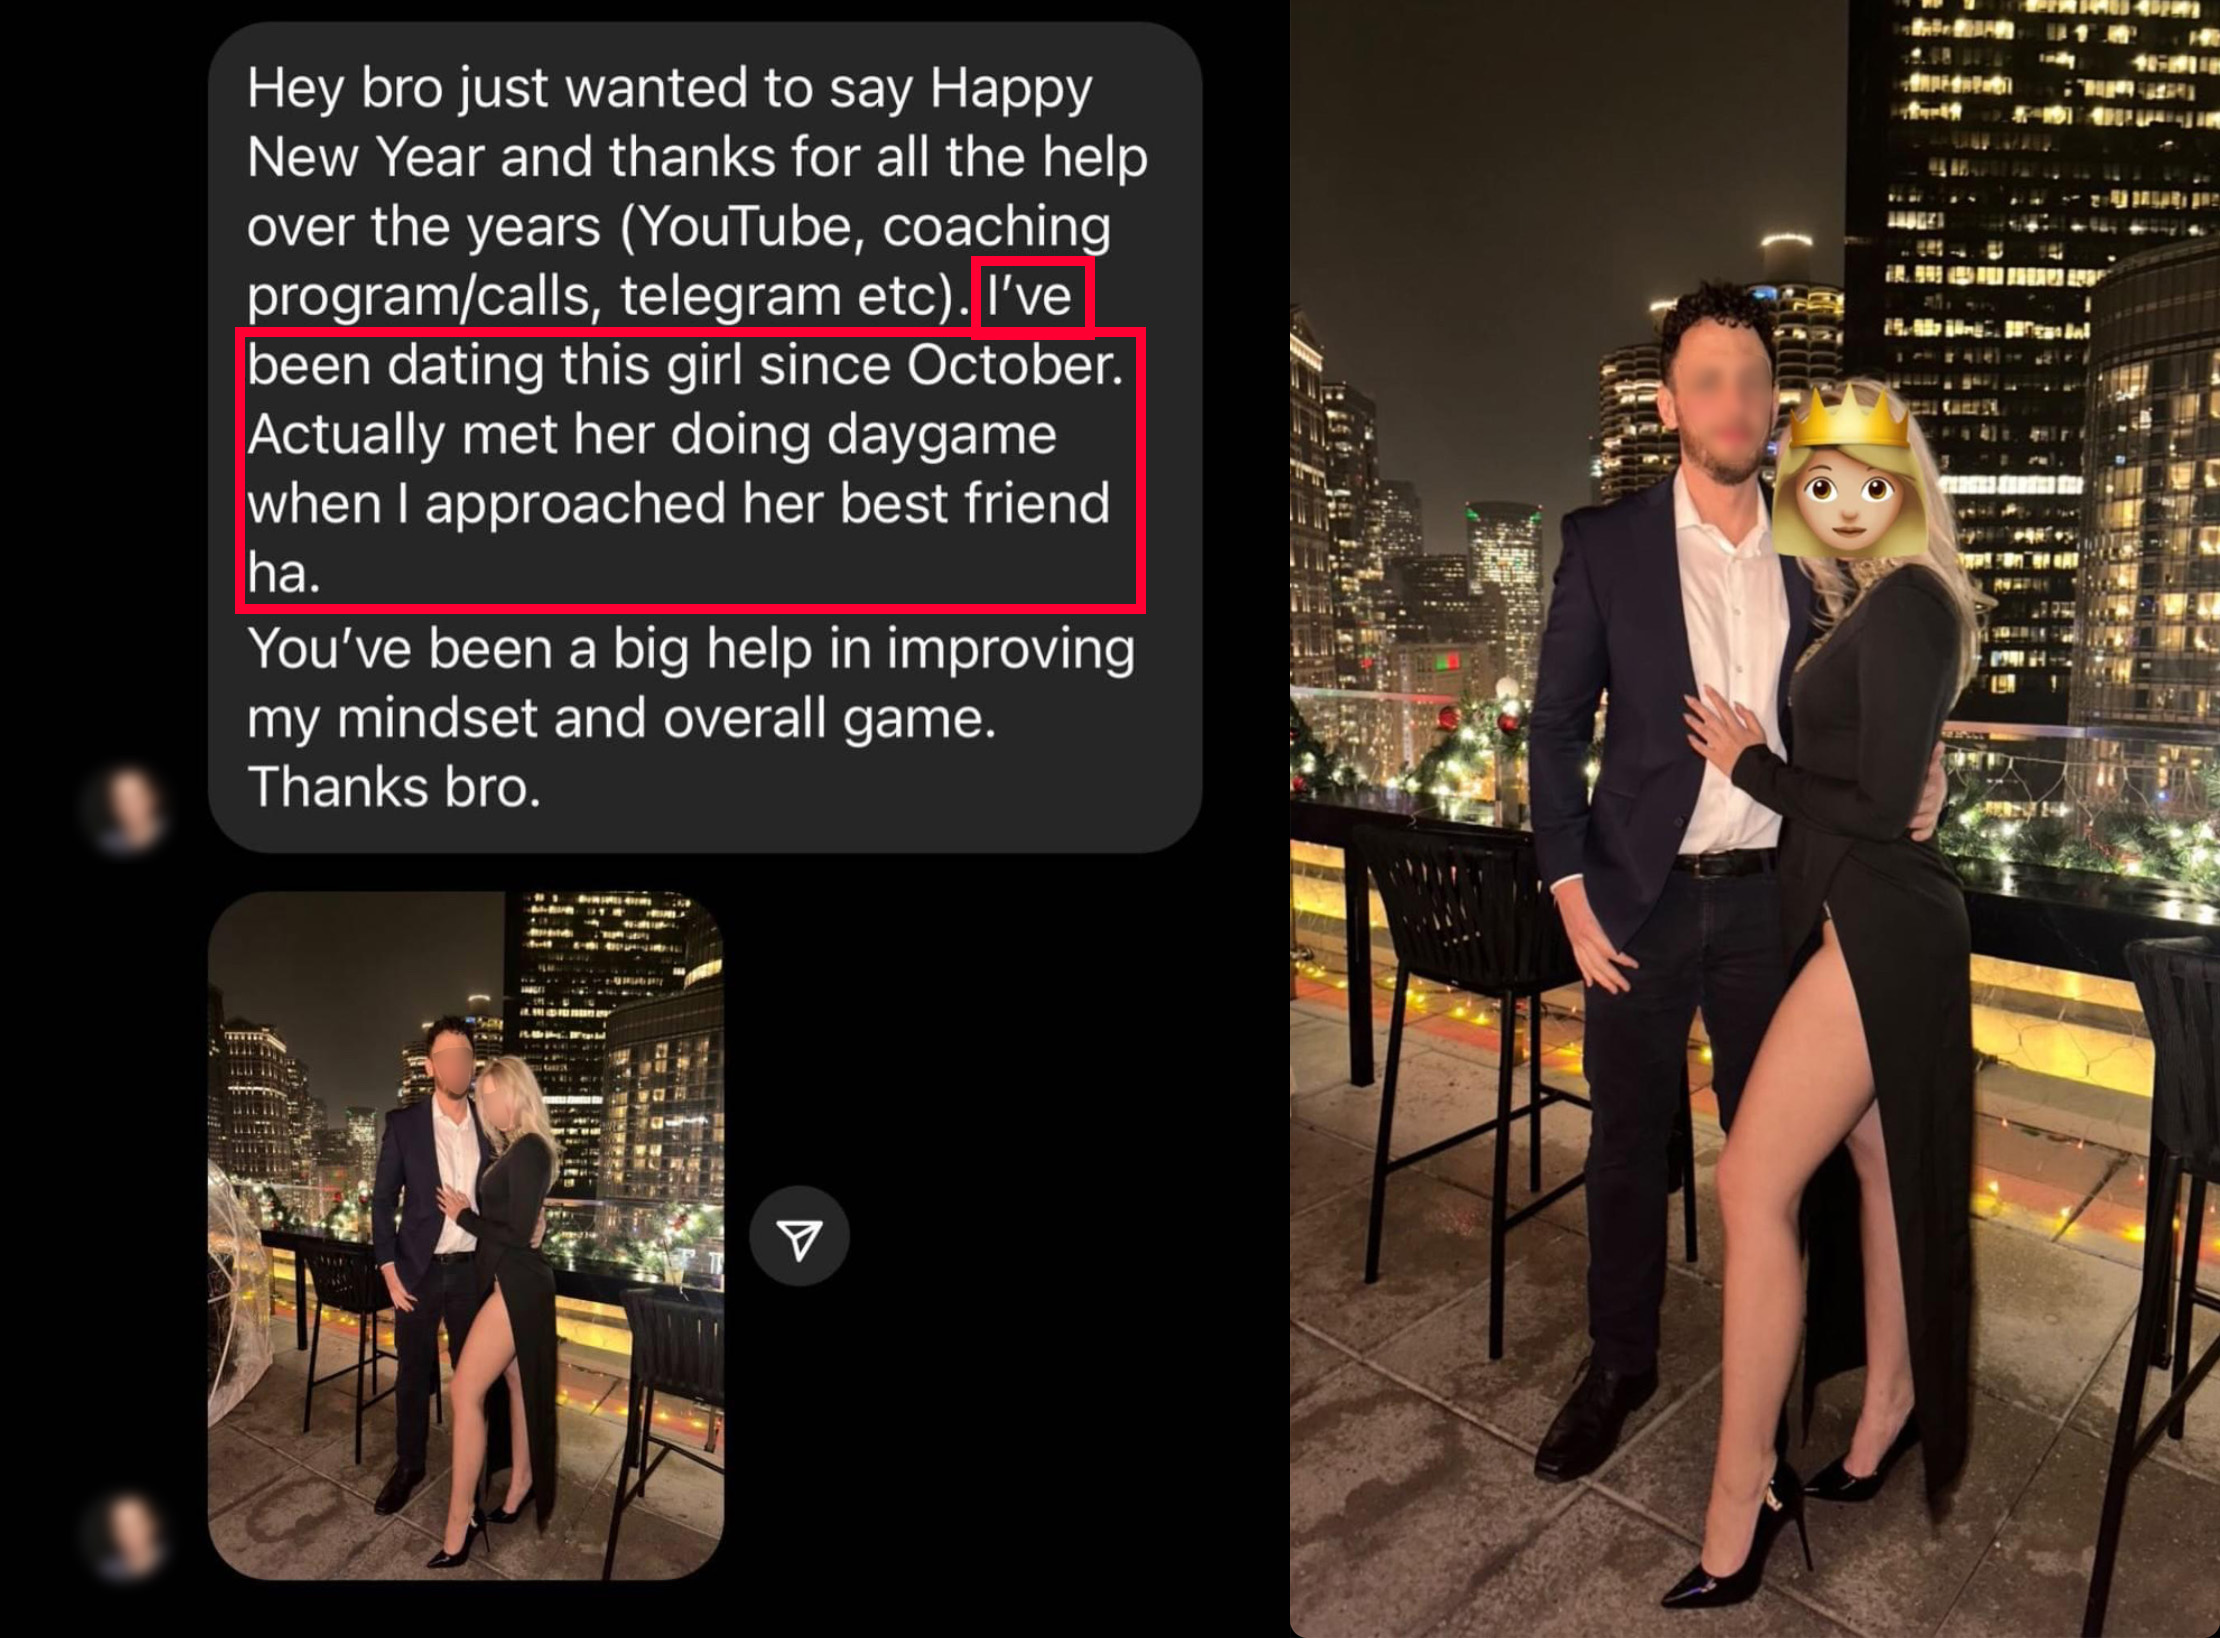 Hey bro just wanted to say Happy
New Year and thanks for all the help
over the years (YouTube, coaching
program/calls, telegram etc). I’ve
been dating this girl since October.
Actually met her doing daygame
when I approached her best friend
ha.
You’ve been a big help in improving
my mindset and overall game.
Thanks bro.